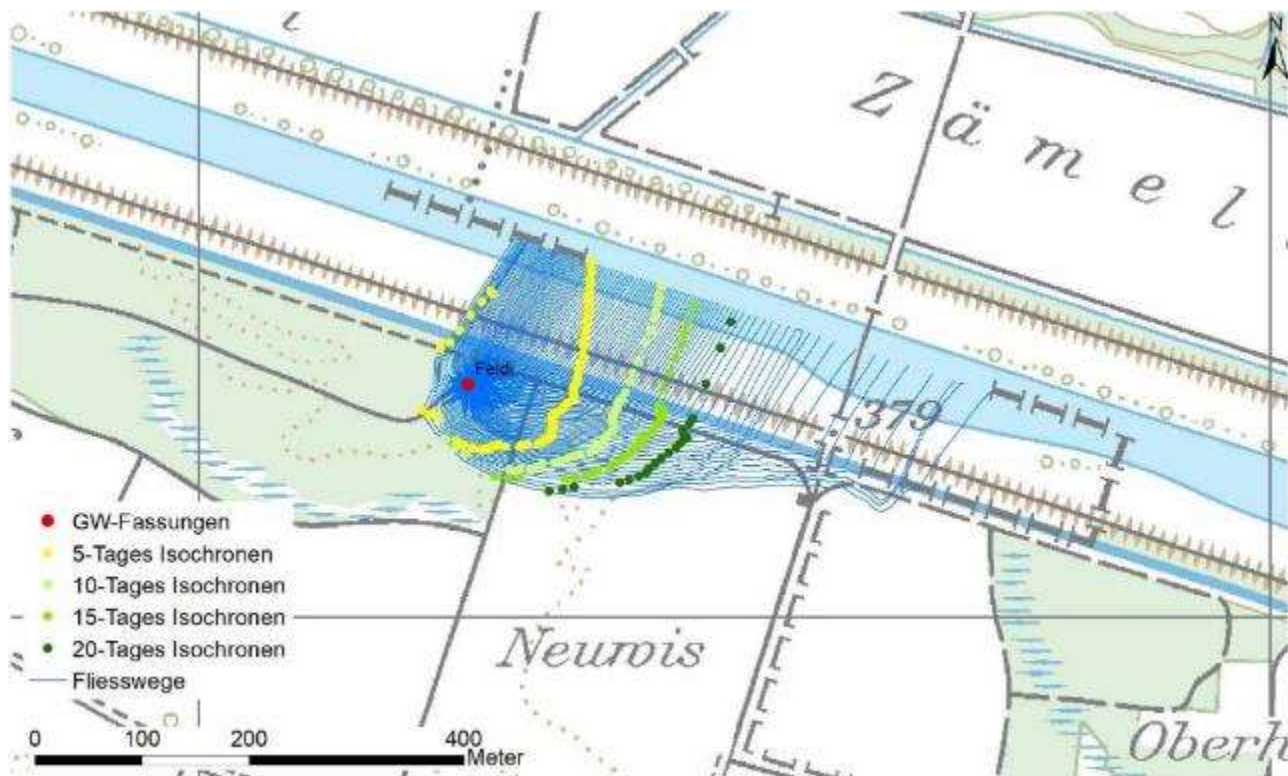 N
Zämel
Feldi
379
GW-Fassungen
5-Tages Isochronen
10-Tages Isochronen
15-Tages Isochronen
20-Tages Isochronen
Fliesswege
Neuwis
Oberh
0 100 200 400
Meter